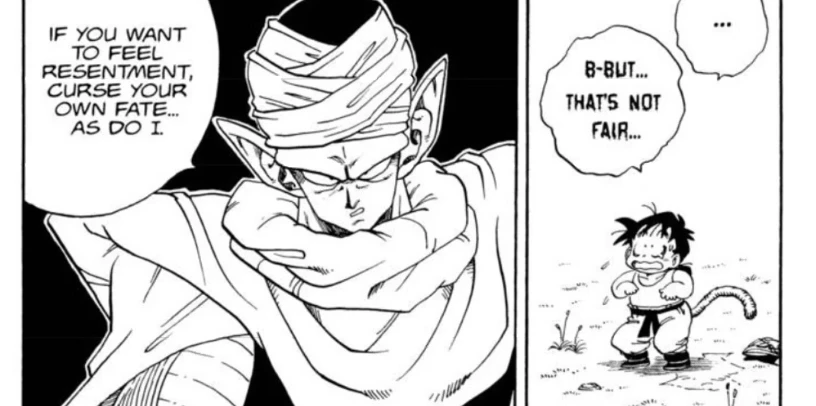 ...
B-BUT...
THAT'S NOT
FAIR...
IF YOU WANT
TO FEEL
RESENTMENT,
CURSE YOUR
OWN FATE...
AS DO I.